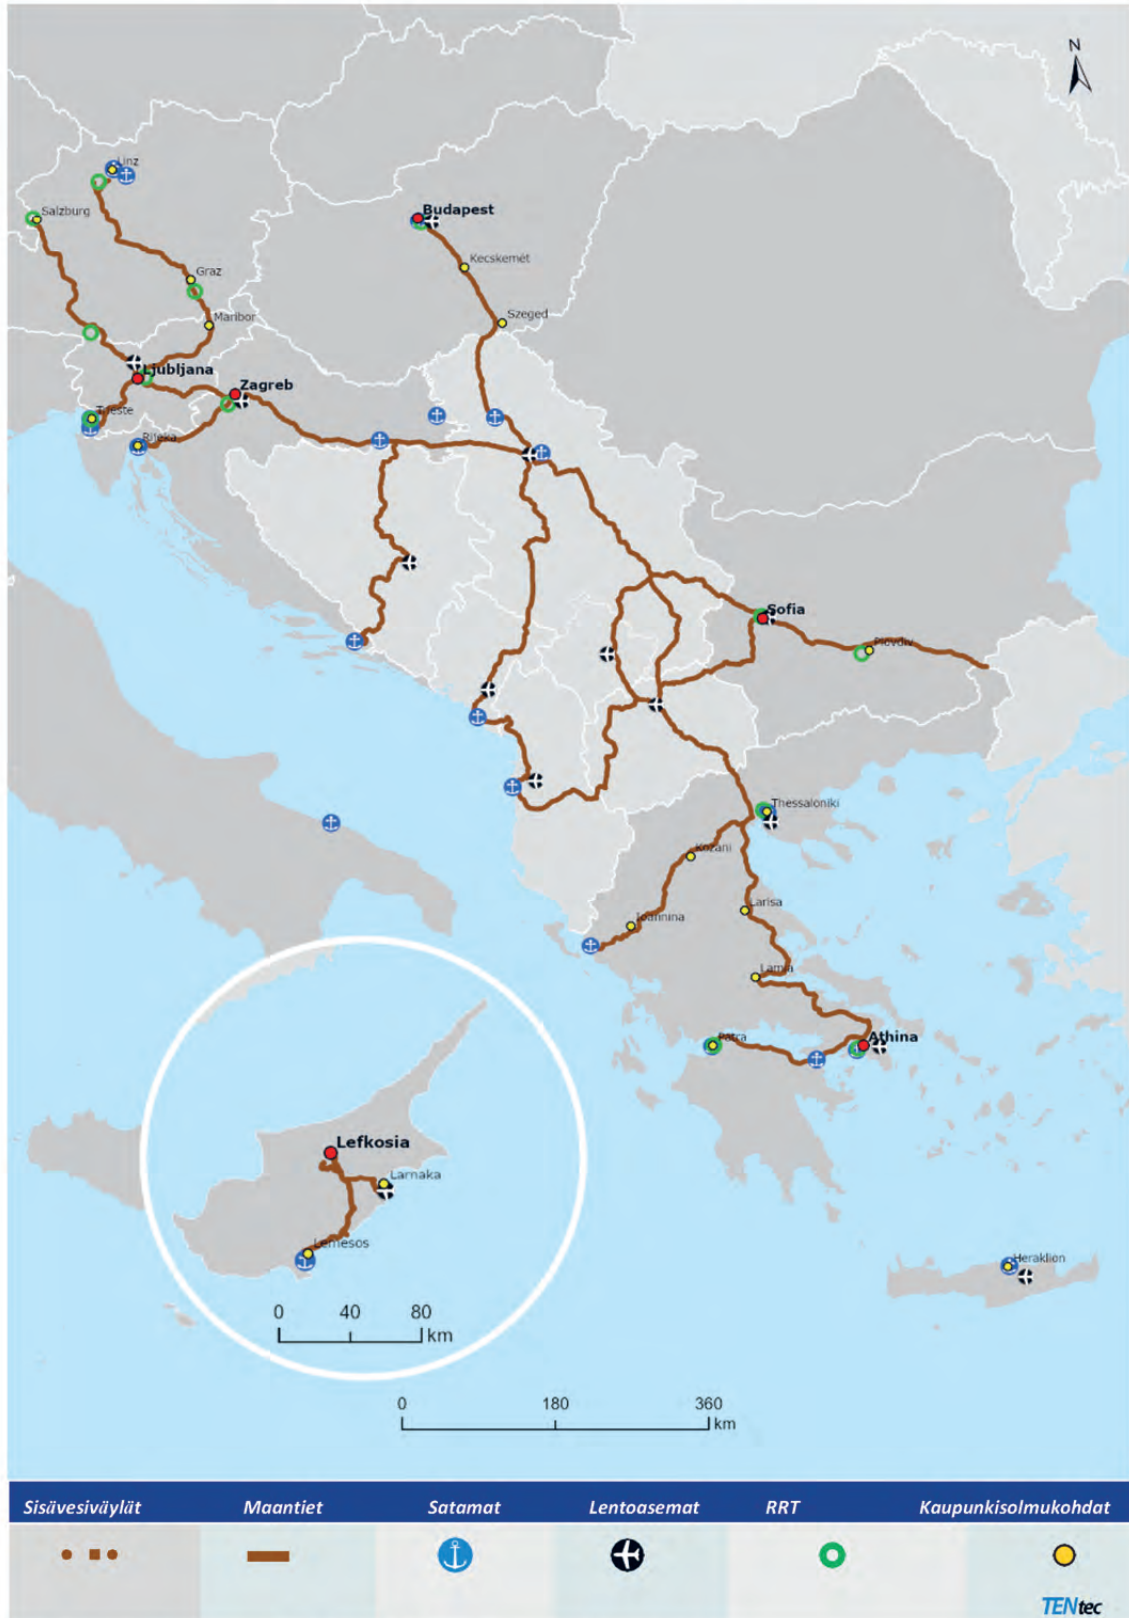 N
Linz
Salzburg
Budapest
Kecskemét
Graz
Szeged
Maribor
Ljubljana
Zagreb
Trieste
Rijeka
Sofia
Plovdiv
Thessaloniki
Kozani
Larisa
Ioannina
Lamia
Patra
Athina
Lefkosia
Larnaka
Lemesos
Heraklion
0 40 80
km
0 180 360
km
Sisävesiväylät Maantiet Satamat Lentoasemat RRT Kaupunkisolmukohdat
TENtec